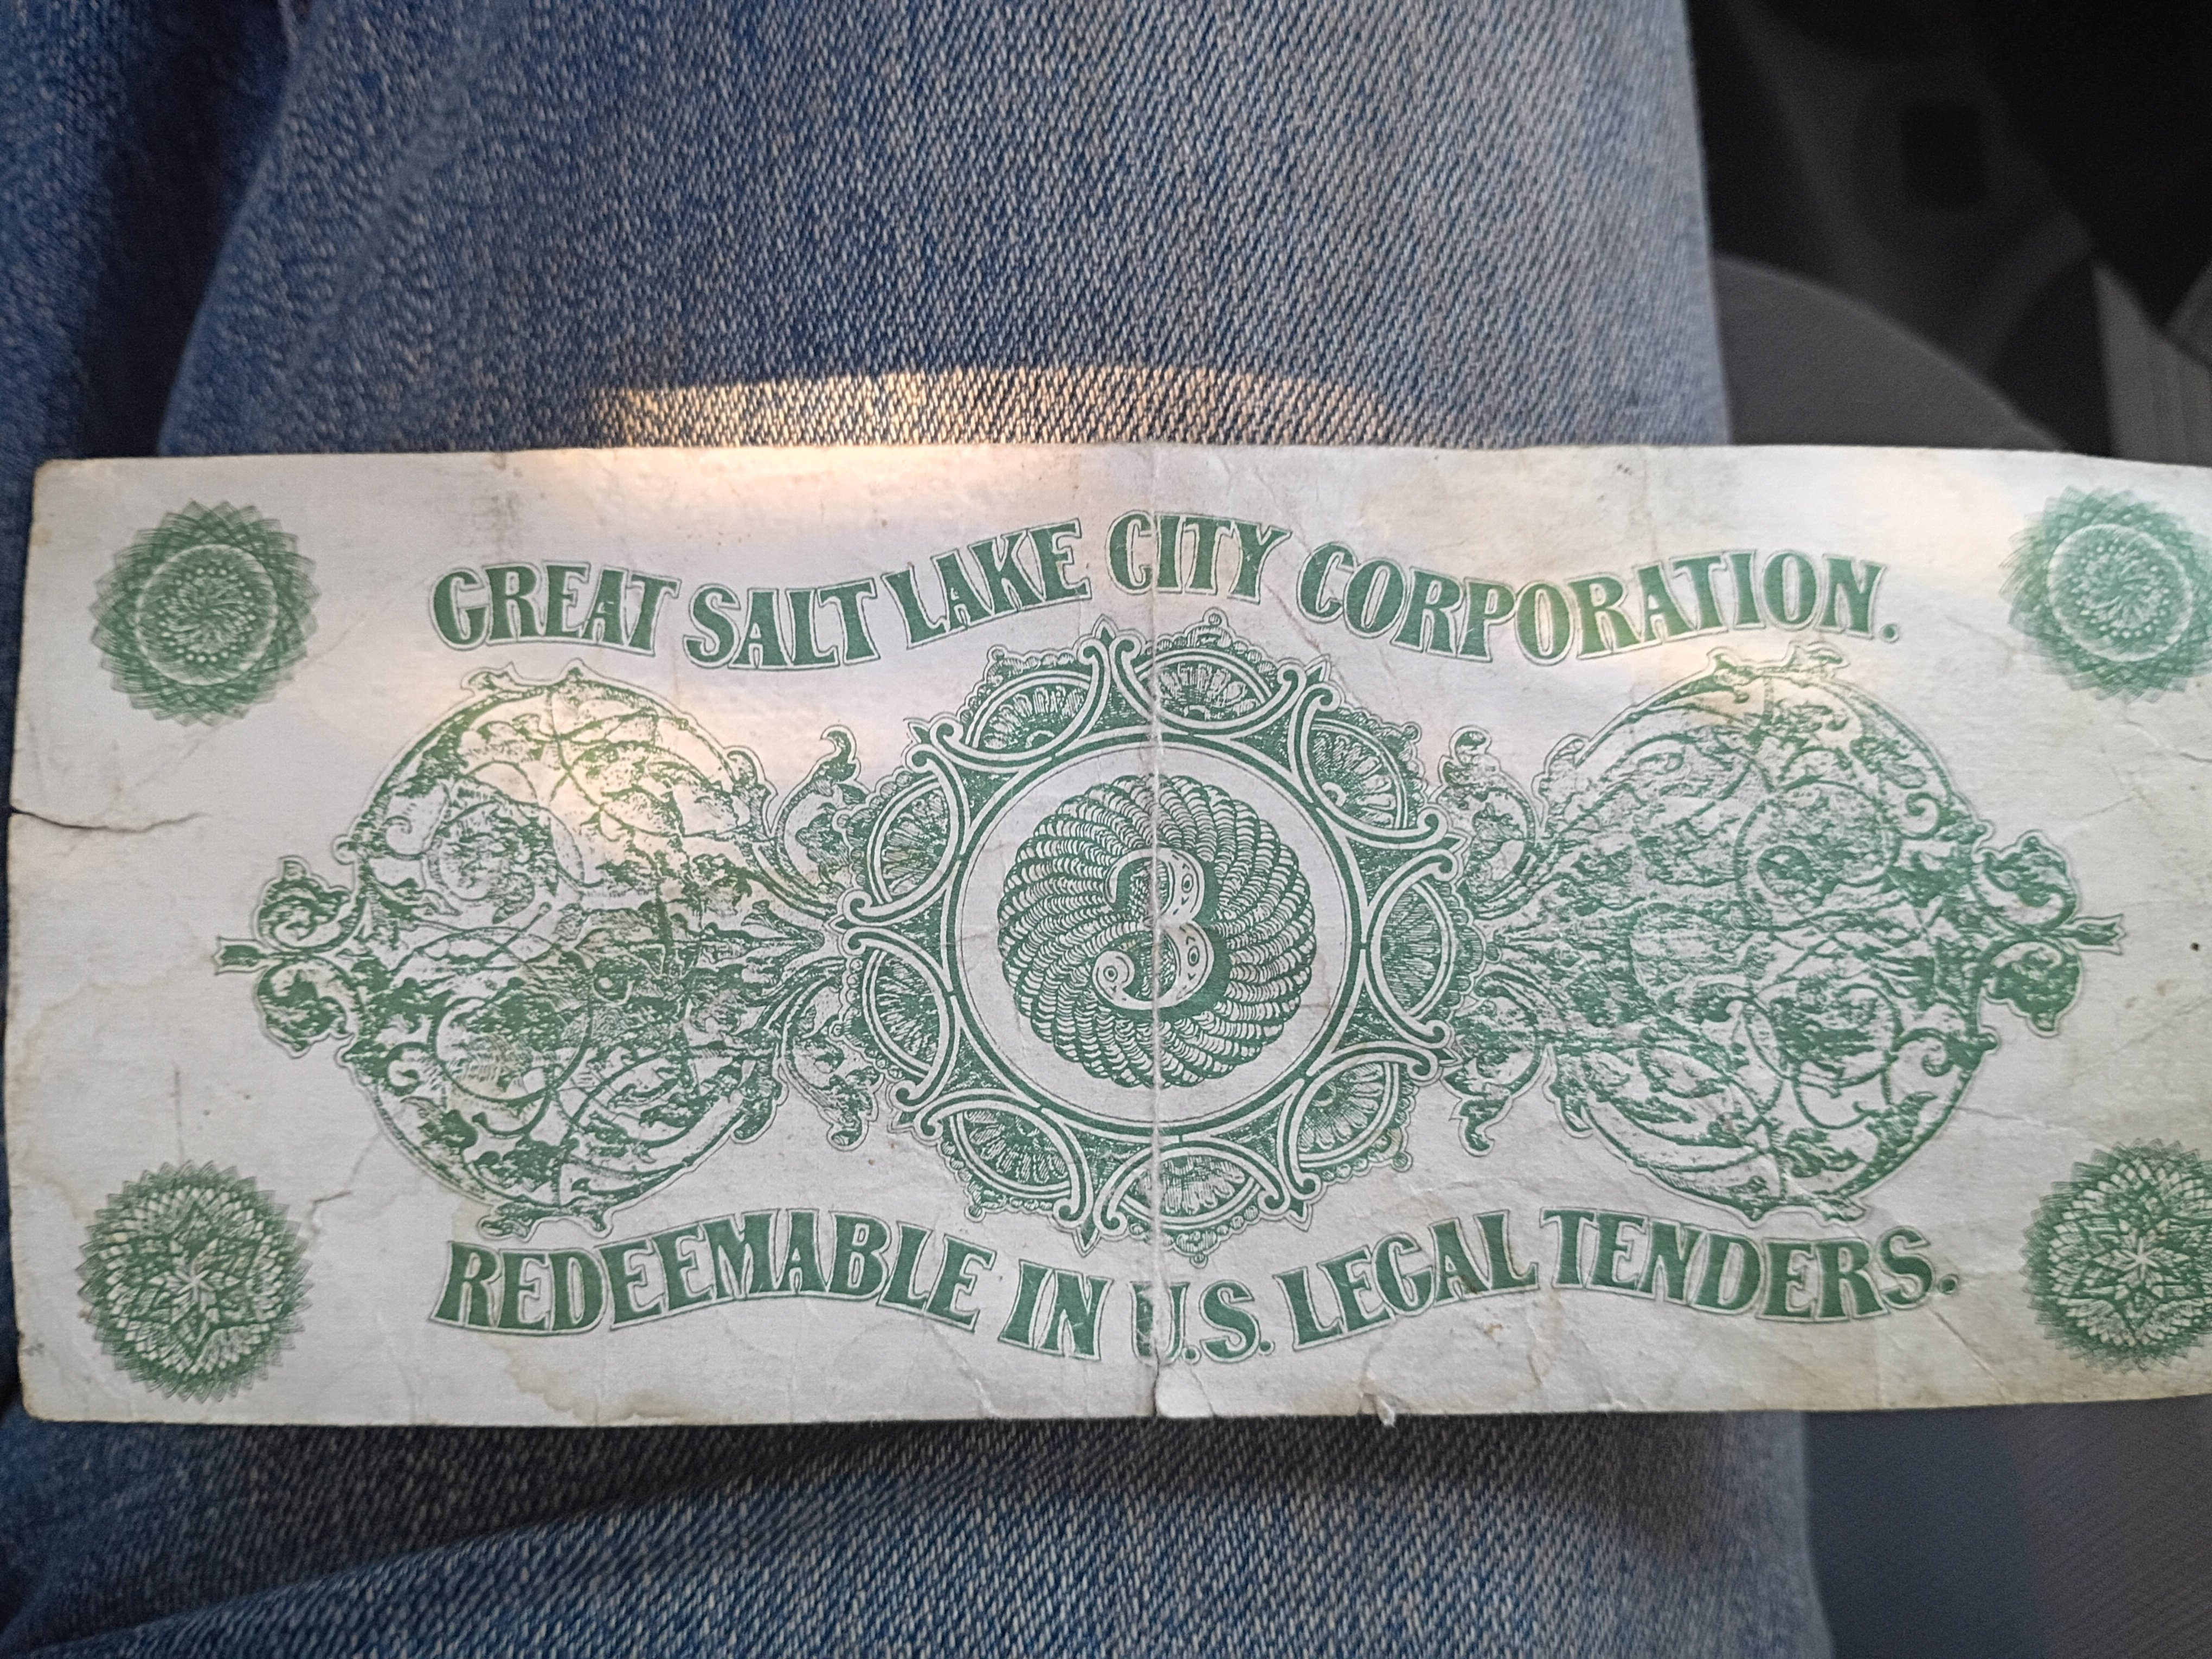 GREAT SALT LAKE CITY CORPORATION.
3
REDEEMABLE IN U.S. LEGAL TENDERS.